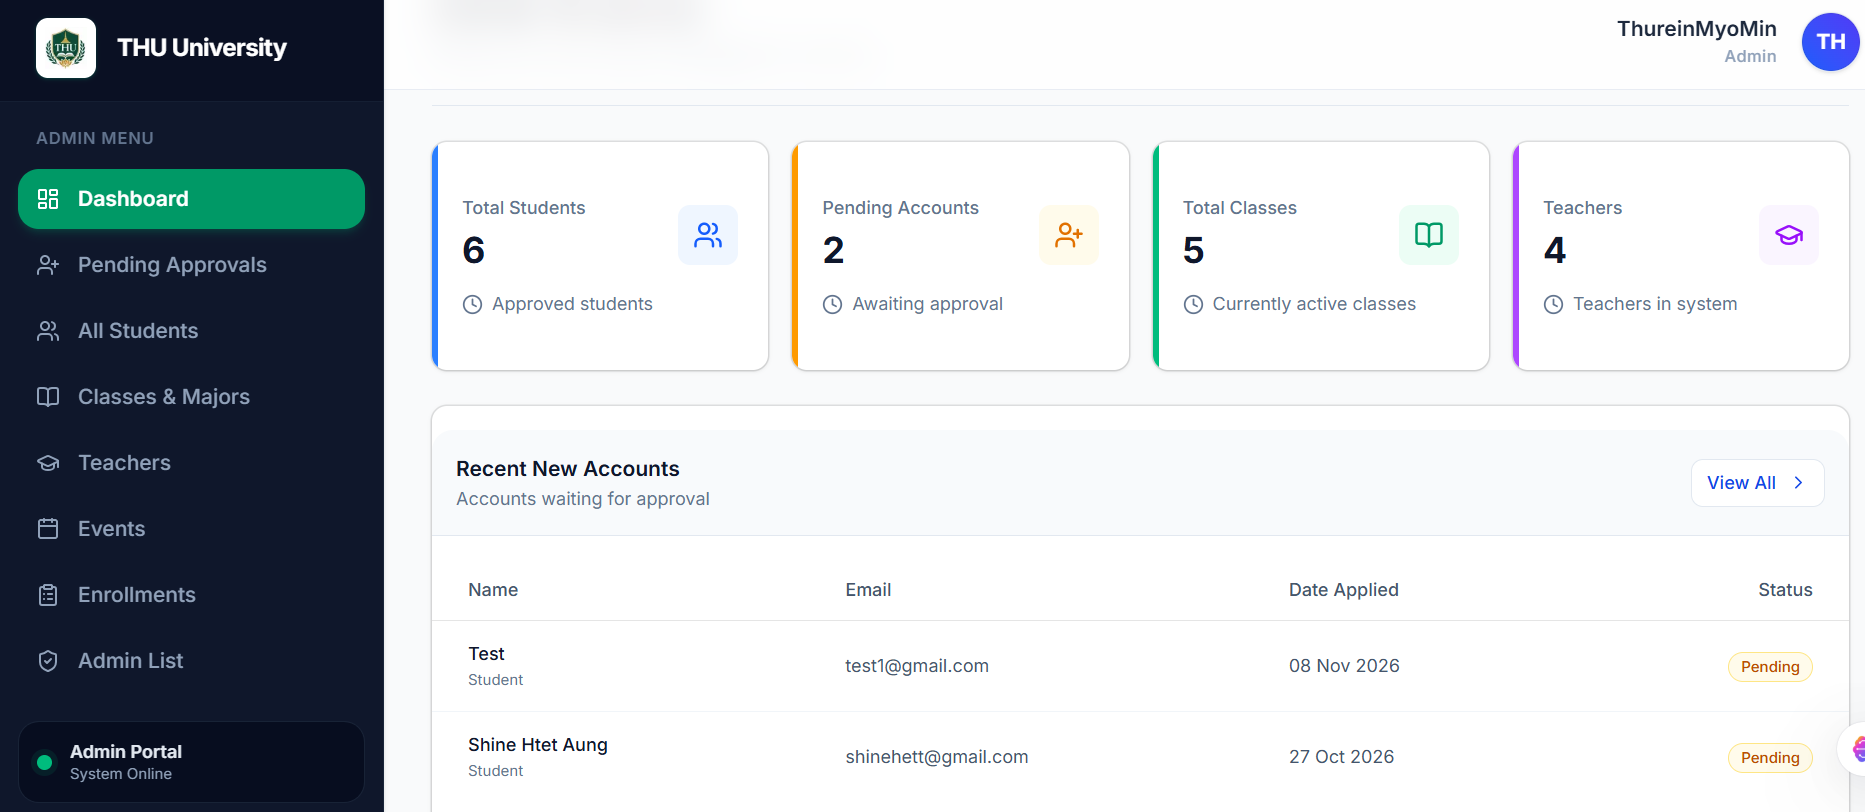 THU
THU University
ThureinMyoMin
Admin
TH
ADMIN MENU
Dashboard
Pending Approvals
All Students
Classes & Majors
Teachers
Events
Enrollments
Admin List
Admin Portal
System Online
Total Students
6
Approved students
Pending Accounts
2
Awaiting approval
Total Classes
5
Currently active classes
Teachers
4
Teachers in system
Recent New Accounts
Accounts waiting for approval
View All
Name Email Date Applied Status
Test
Student
test1@gmail.com
08 Nov 2026
Pending
Shine Htet Aung
Student
shinehett@gmail.com
27 Oct 2026
Pending